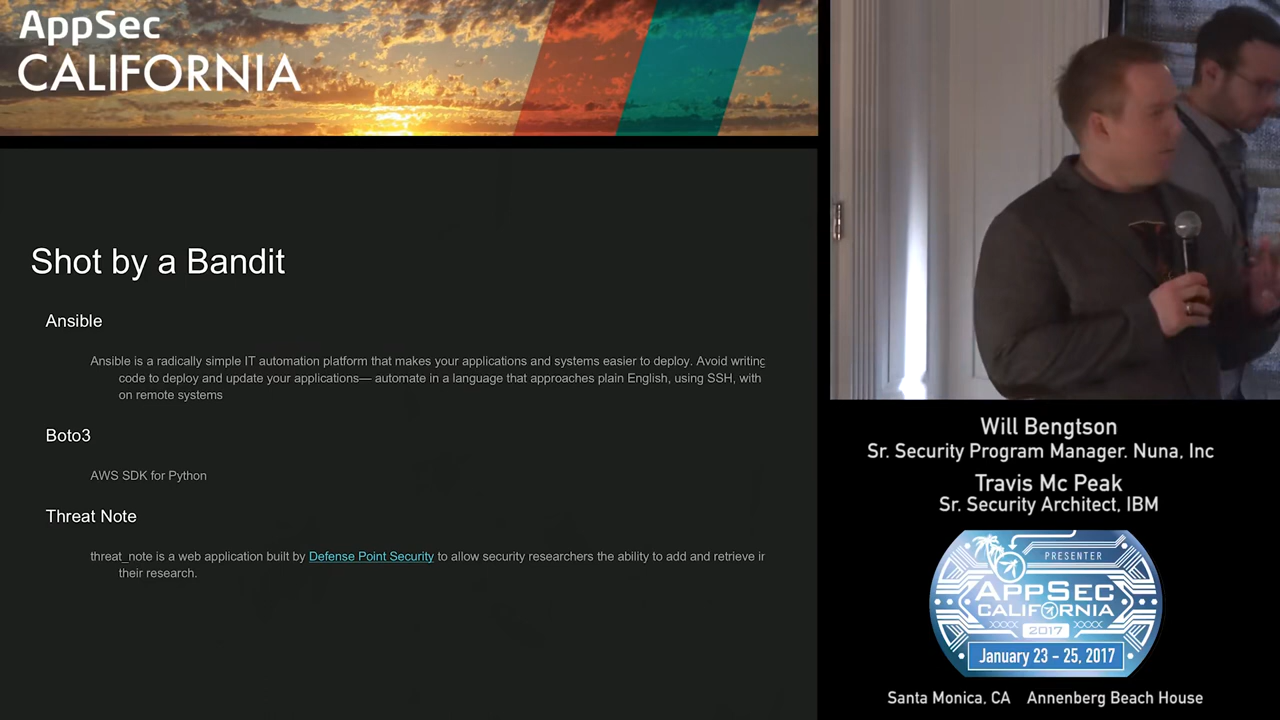 AppSec
CALIFORNIA
Shot by a Bandit
Ansible
Ansible is a radically simple IT automation platform that makes your applications and systems easier to deploy. Avoid writing
code to deploy and update your applications— automate in a language that approaches plain English, using SSH, with
on remote systems
Boto3
AWS SDK for Python
Threat Note
threat_note is a web application built by Defense Point Security to allow security researchers the ability to add and retrieve
their research.
Will Bengtson
Sr. Security Program Manager. Nuna, Inc
Travis Mc Peak
Sr. Security Architect, IBM
PRESENTER
APPSEC
CALIFORNIA
2017
January 23 - 25, 2017
Santa Monica, CA Annenberg Beach House